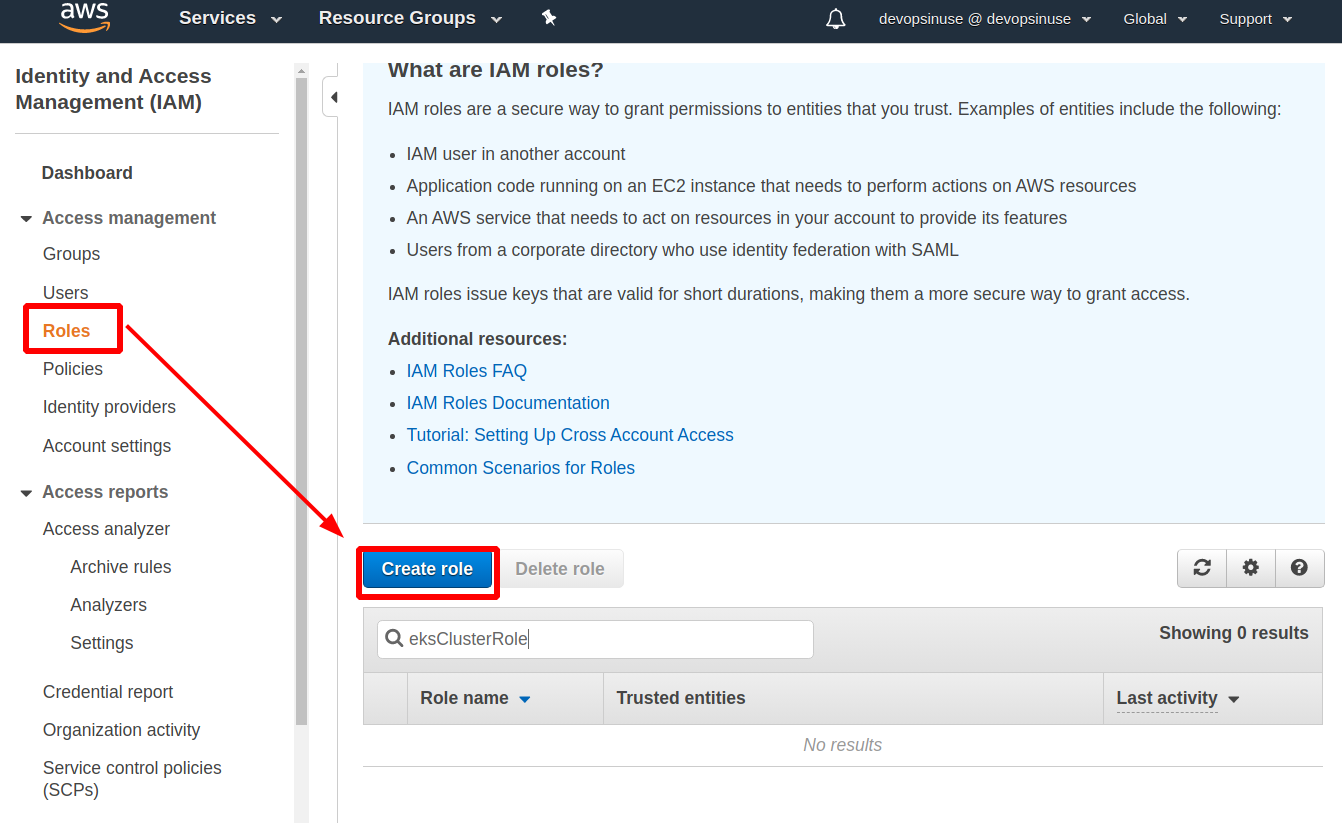 aws
Services
Resource Groups
devopsinuse @ devopsinuse
Global
Support
Identity and Access
Management (IAM)
Dashboard
Access management
Groups
Users
Roles
Policies
Identity providers
Account settings
Access reports
Access analyzer
Archive rules
Analyzers
Settings
Credential report
Organization activity
Service control policies
(SCPs)
What are IAM roles?
IAM roles are a secure way to grant permissions to entities that you trust. Examples of entities include the following:
• IAM user in another account
• Application code running on an EC2 instance that needs to perform actions on AWS resources
• An AWS service that needs to act on resources in your account to provide its features
• Users from a corporate directory who use identity federation with SAML
IAM roles issue keys that are valid for short durations, making them a more secure way to grant access.
Additional resources:
• IAM Roles FAQ
• IAM Roles Documentation
• Tutorial: Setting Up Cross Account Access
• Common Scenarios for Roles
Create role
Delete role
eksClusterRole
Showing 0 results
Role name
Trusted entities
Last activity
No results